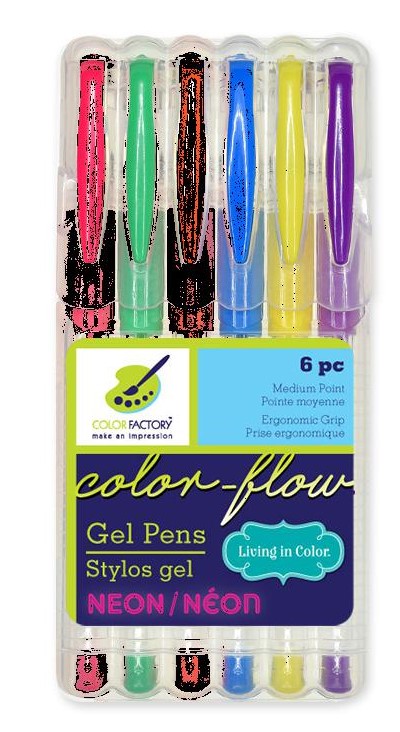 COLOR FACTORY™
make an impression
6 pc
Medium Point
Pointe moyenne
Ergonomic Grip
Prise ergonomique
color-flow
Gel Pens
Stylos gel
Living in Color.
NEON / NÉON